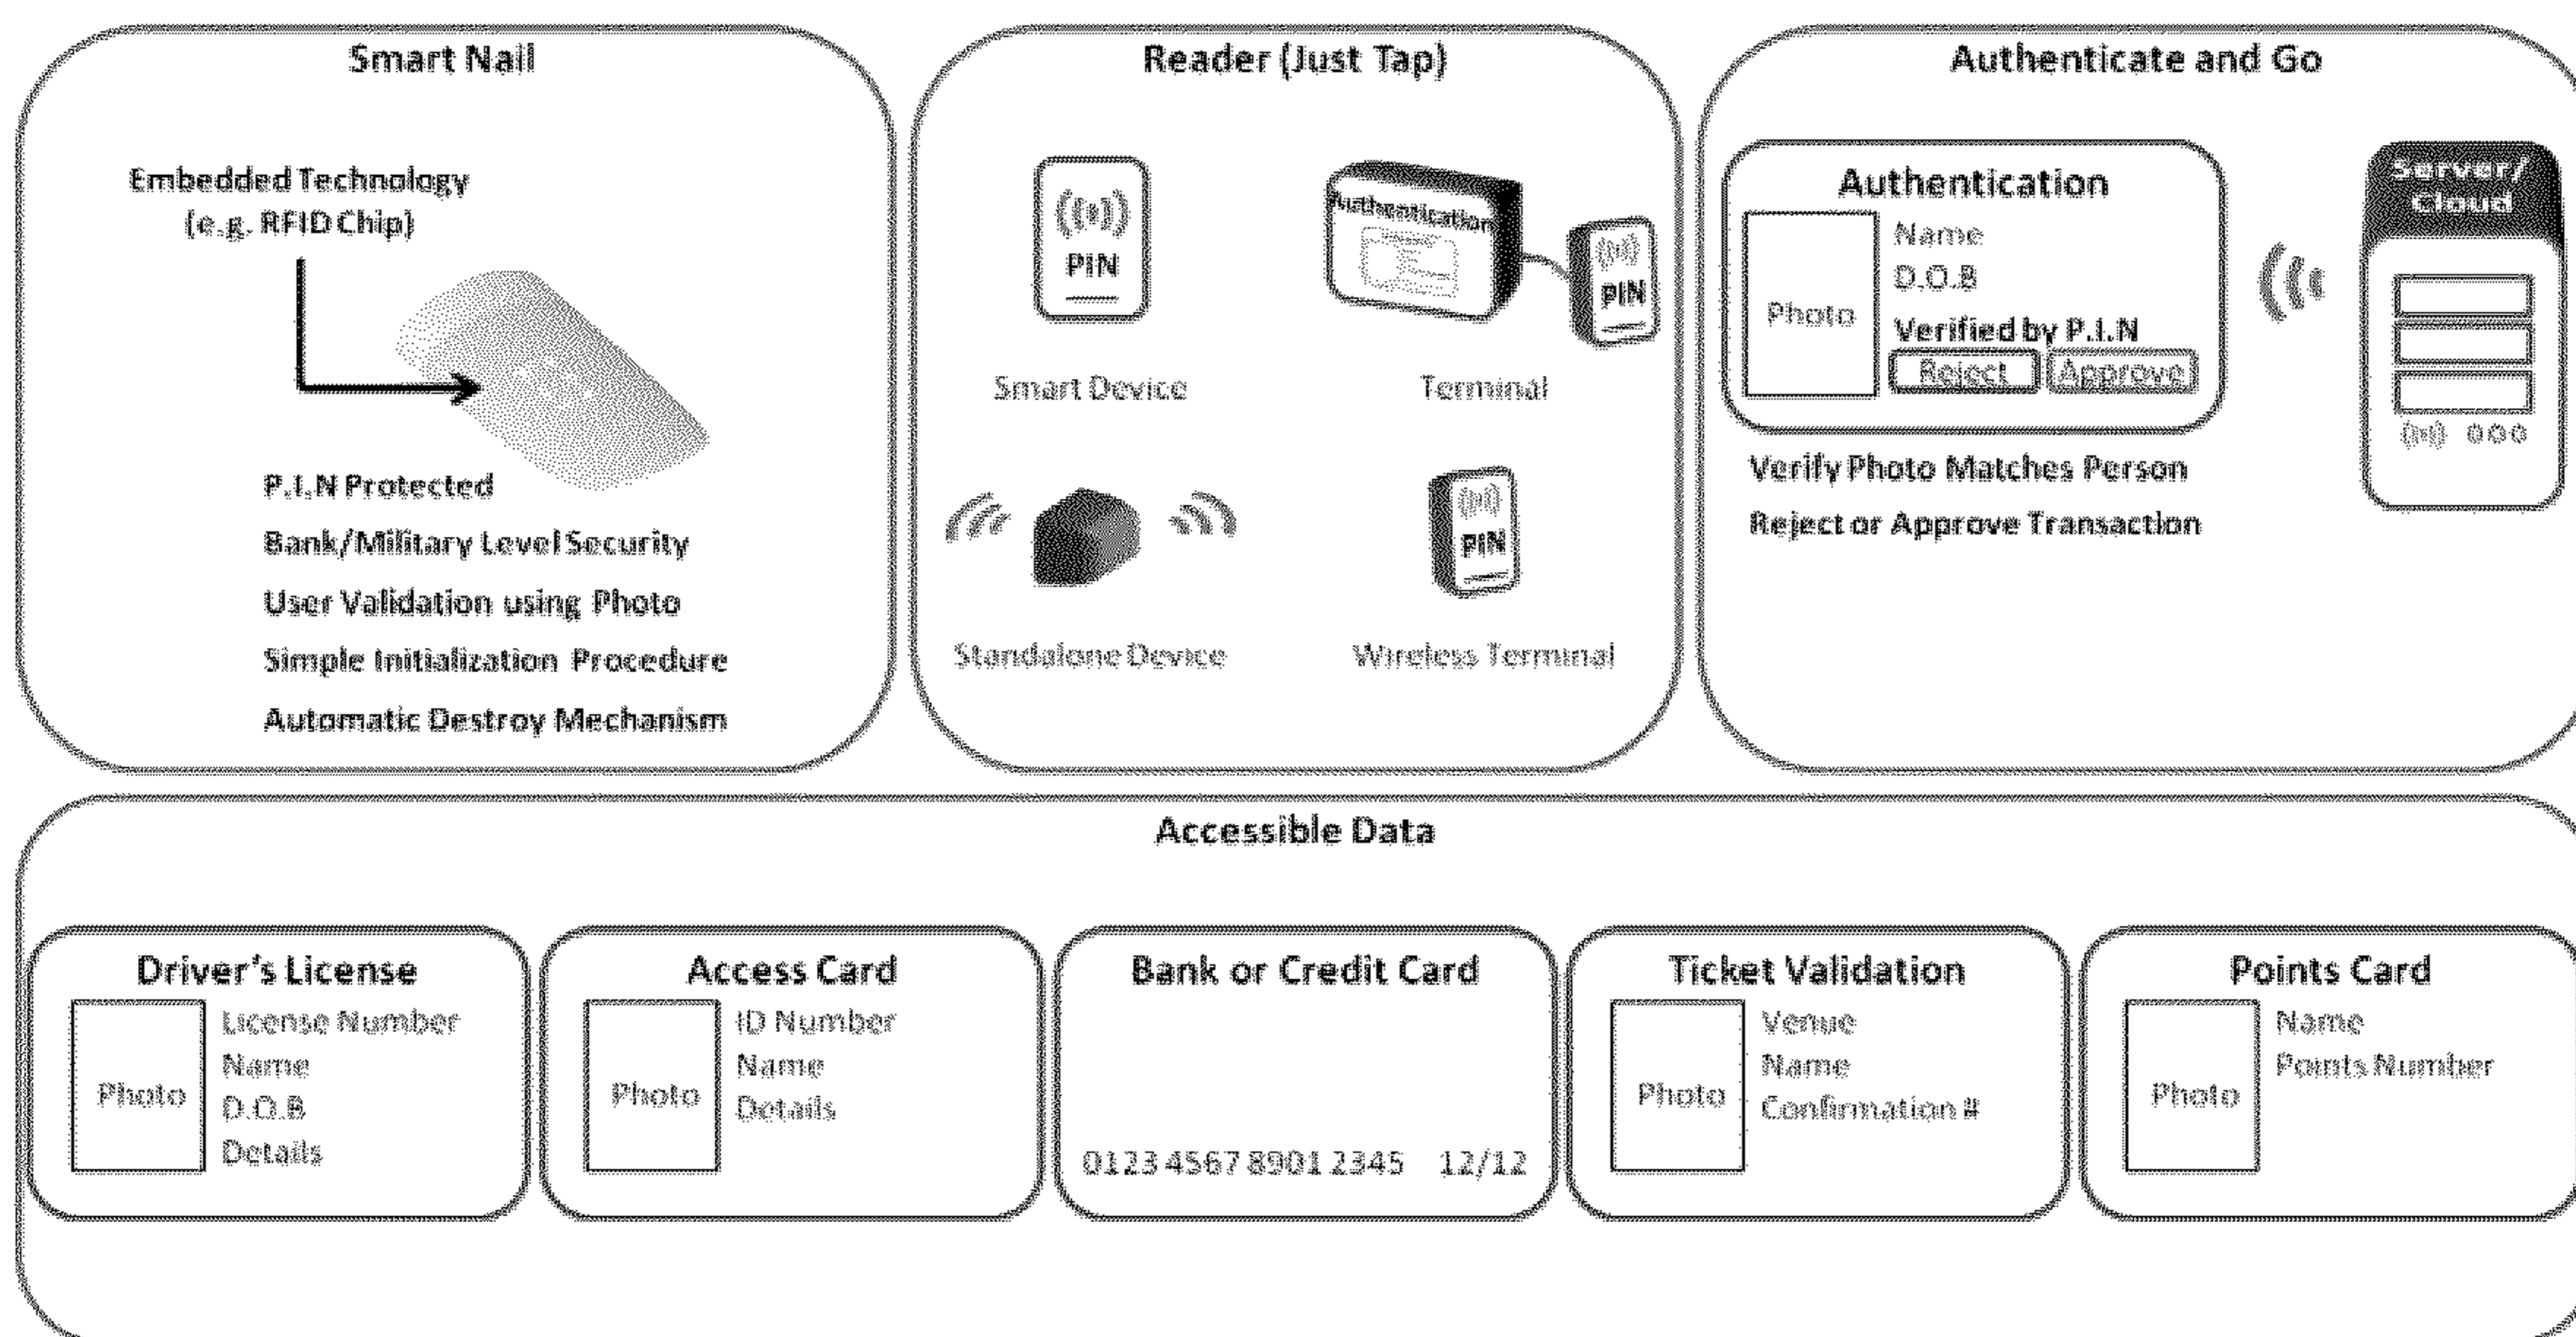 Smart Nail
Embedded Technology
(e.g. RFID Chip)
P.I.N Protected
Bank/Military Level Security
User Validation using Photo
Simple Initialization Procedure
Automatic Destroy Mechanism
Reader (Just Tap)
PIN
Smart Device
Authentication
PIN
Terminal
Standalone Device
PIN
Wireless Terminal
Authenticate and Go
Authentication
Photo
Name
D.O.B
Verified by P.I.N
Reject Approve
Verify Photo Matches Person
Reject or Approve Transaction
Server/
Cloud
Accessible Data
Driver's License
Photo
License Number
Name
D.O.B
Details
Access Card
Photo
ID Number
Name
Details
Bank or Credit Card
0123 4567 8901 2345 12/12
Ticket Validation
Photo
Venue
Name
Confirmation #
Points Card
Photo
Name
Points Number